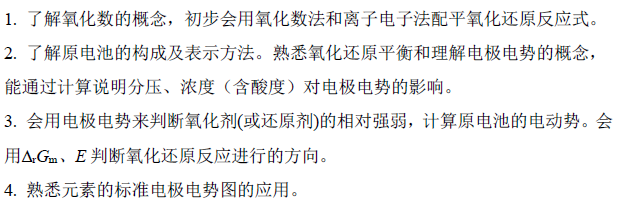 1. 了解氧化数的概念，初步会用氧化数法和离子电子法配平氧化还原反应式。
2. 了解原电池的构成及表示方法。熟悉氧化还原平衡和理解电极电势的概念，
能通过计算说明分压、浓度（含酸度）对电极电势的影响。
3. 会用电极电势来判断氧化剂(或还原剂)的相对强弱，计算原电池的电动势。会
用ΔrGm、E 判断氧化还原反应进行的方向。
4. 熟悉元素的标准电极电势图的应用。